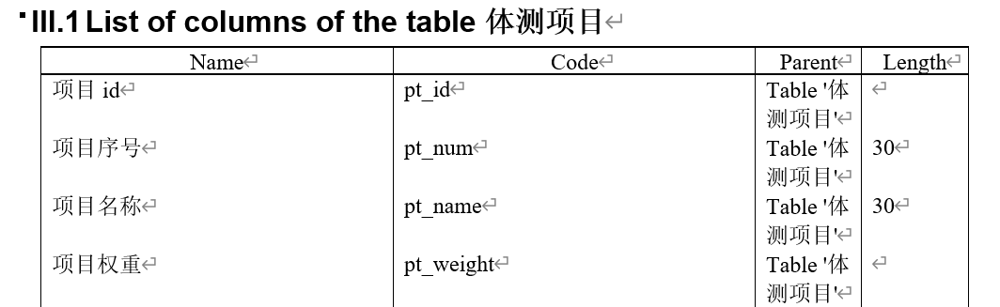 III.1 List of columns of the table 体测项目
Name Code Parent Length
项目 id pt_id Table '体
测项目'
项目序号 pt_num Table '体 30
测项目'
项目名称 pt_name Table '体 30
测项目'
项目权重 pt_weight Table '体
测项目'